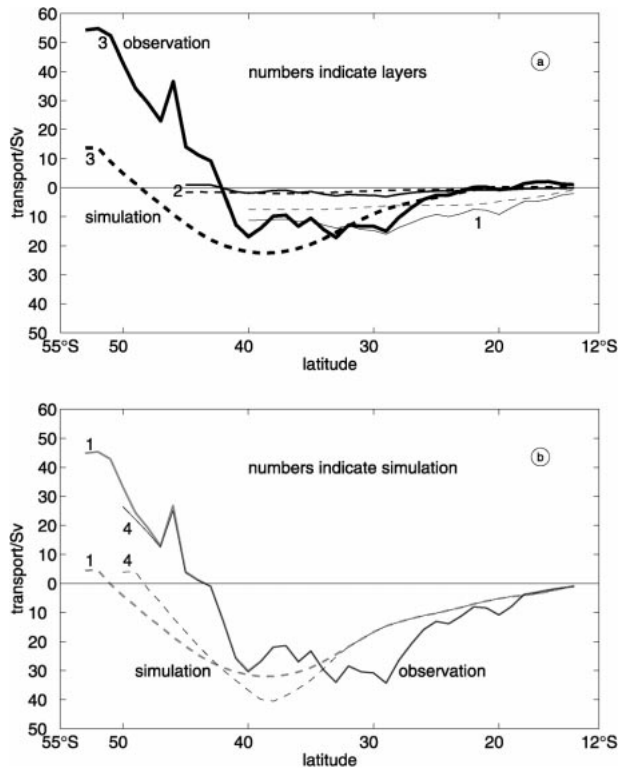 60
50
40
30
20
10
0
10
20
30
40
50
transport/Sv
3
observation
numbers indicate layers
a
3
simulation
2
1
55°S
50
40
30
20
12°S
latitude
60
50
40
30
20
10
0
10
20
30
40
50
transport/Sv
1
numbers indicate simulation
b
4
1
4
simulation
observation
55°S
50
40
30
20
12°S
latitude